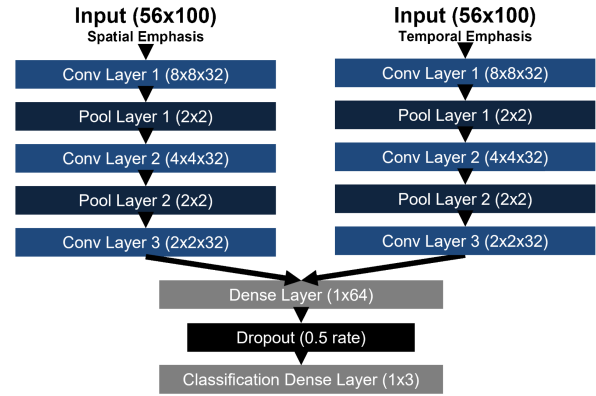 Input (56x100)
Spatial Emphasis
Conv Layer 1 (8x8x32)
Pool Layer 1 (2x2)
Conv Layer 2 (4x4x32)
Pool Layer 2 (2x2)
Conv Layer 3 (2x2x32)
Input (56x100)
Temporal Emphasis
Conv Layer 1 (8x8x32)
Pool Layer 1 (2x2)
Conv Layer 2 (4x4x32)
Pool Layer 2 (2x2)
Conv Layer 3 (2x2x32)
Dense Layer (1x64)
Dropout (0.5 rate)
Classification Dense Layer (1x3)